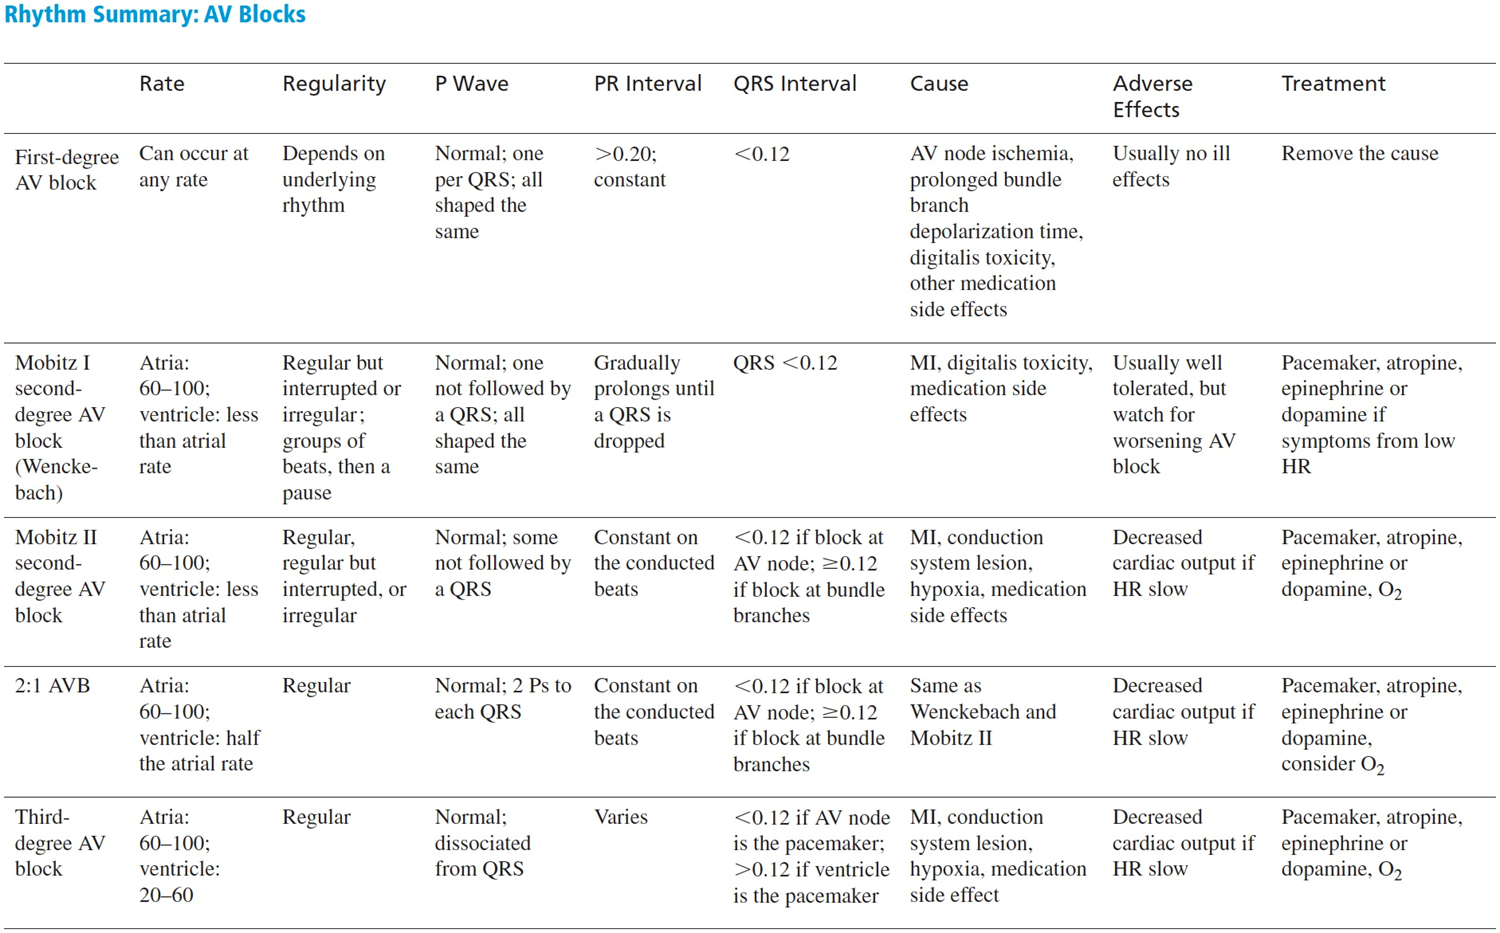 Rhythm Summary: AV Blocks
Rate Regularity P Wave PR Interval QRS Interval Cause Adverse Effects Treatment
First-degree AV block
Can occur at any rate
Depends on underlying rhythm
Normal; one per QRS; all shaped the same
>0.20; constant
<0.12
AV node ischemia, prolonged bundle branch depolarization time, digitalis toxicity, other medication side effects
Usually no ill effects
Remove the cause
Mobitz I second-degree AV block (Wencke-bach)
Atria: 60–100; ventricle: less than atrial rate
Regular but interrupted or irregular; groups of beats, then a pause
Normal; one not followed by a QRS; all shaped the same
Gradually prolongs until a QRS is dropped
QRS <0.12
MI, digitalis toxicity, medication side effects
Usually well tolerated, but watch for worsening AV block
Pacemaker, atropine, epinephrine or dopamine if symptoms from low HR
Mobitz II second-degree AV block
Atria: 60–100; ventricle: less than atrial rate
Regular, regular but interrupted, or irregular
Normal; some not followed by a QRS
Constant on the conducted beats
<0.12 if block at AV node; ≥0.12 if block at bundle branches
MI, conduction system lesion, hypoxia, medication side effects
Decreased cardiac output if HR slow
Pacemaker, atropine, epinephrine or dopamine, O₂
2:1 AVB
Atria: 60–100; ventricle: half the atrial rate
Regular
Normal; 2 Ps to each QRS
Constant on the conducted beats
<0.12 if block at AV node; ≥0.12 if block at bundle branches
Same as Wenckebach and Mobitz II
Decreased cardiac output if HR slow
Pacemaker, atropine, epinephrine or dopamine, consider O₂
Third-degree AV block
Atria: 60–100; ventricle: 20–60
Regular
Normal; dissociated from QRS
Varies
<0.12 if AV node is the pacemaker; >0.12 if ventricle is the pacemaker
MI, conduction system lesion, hypoxia, medication side effect
Decreased cardiac output if HR slow
Pacemaker, atropine, epinephrine or dopamine, O₂